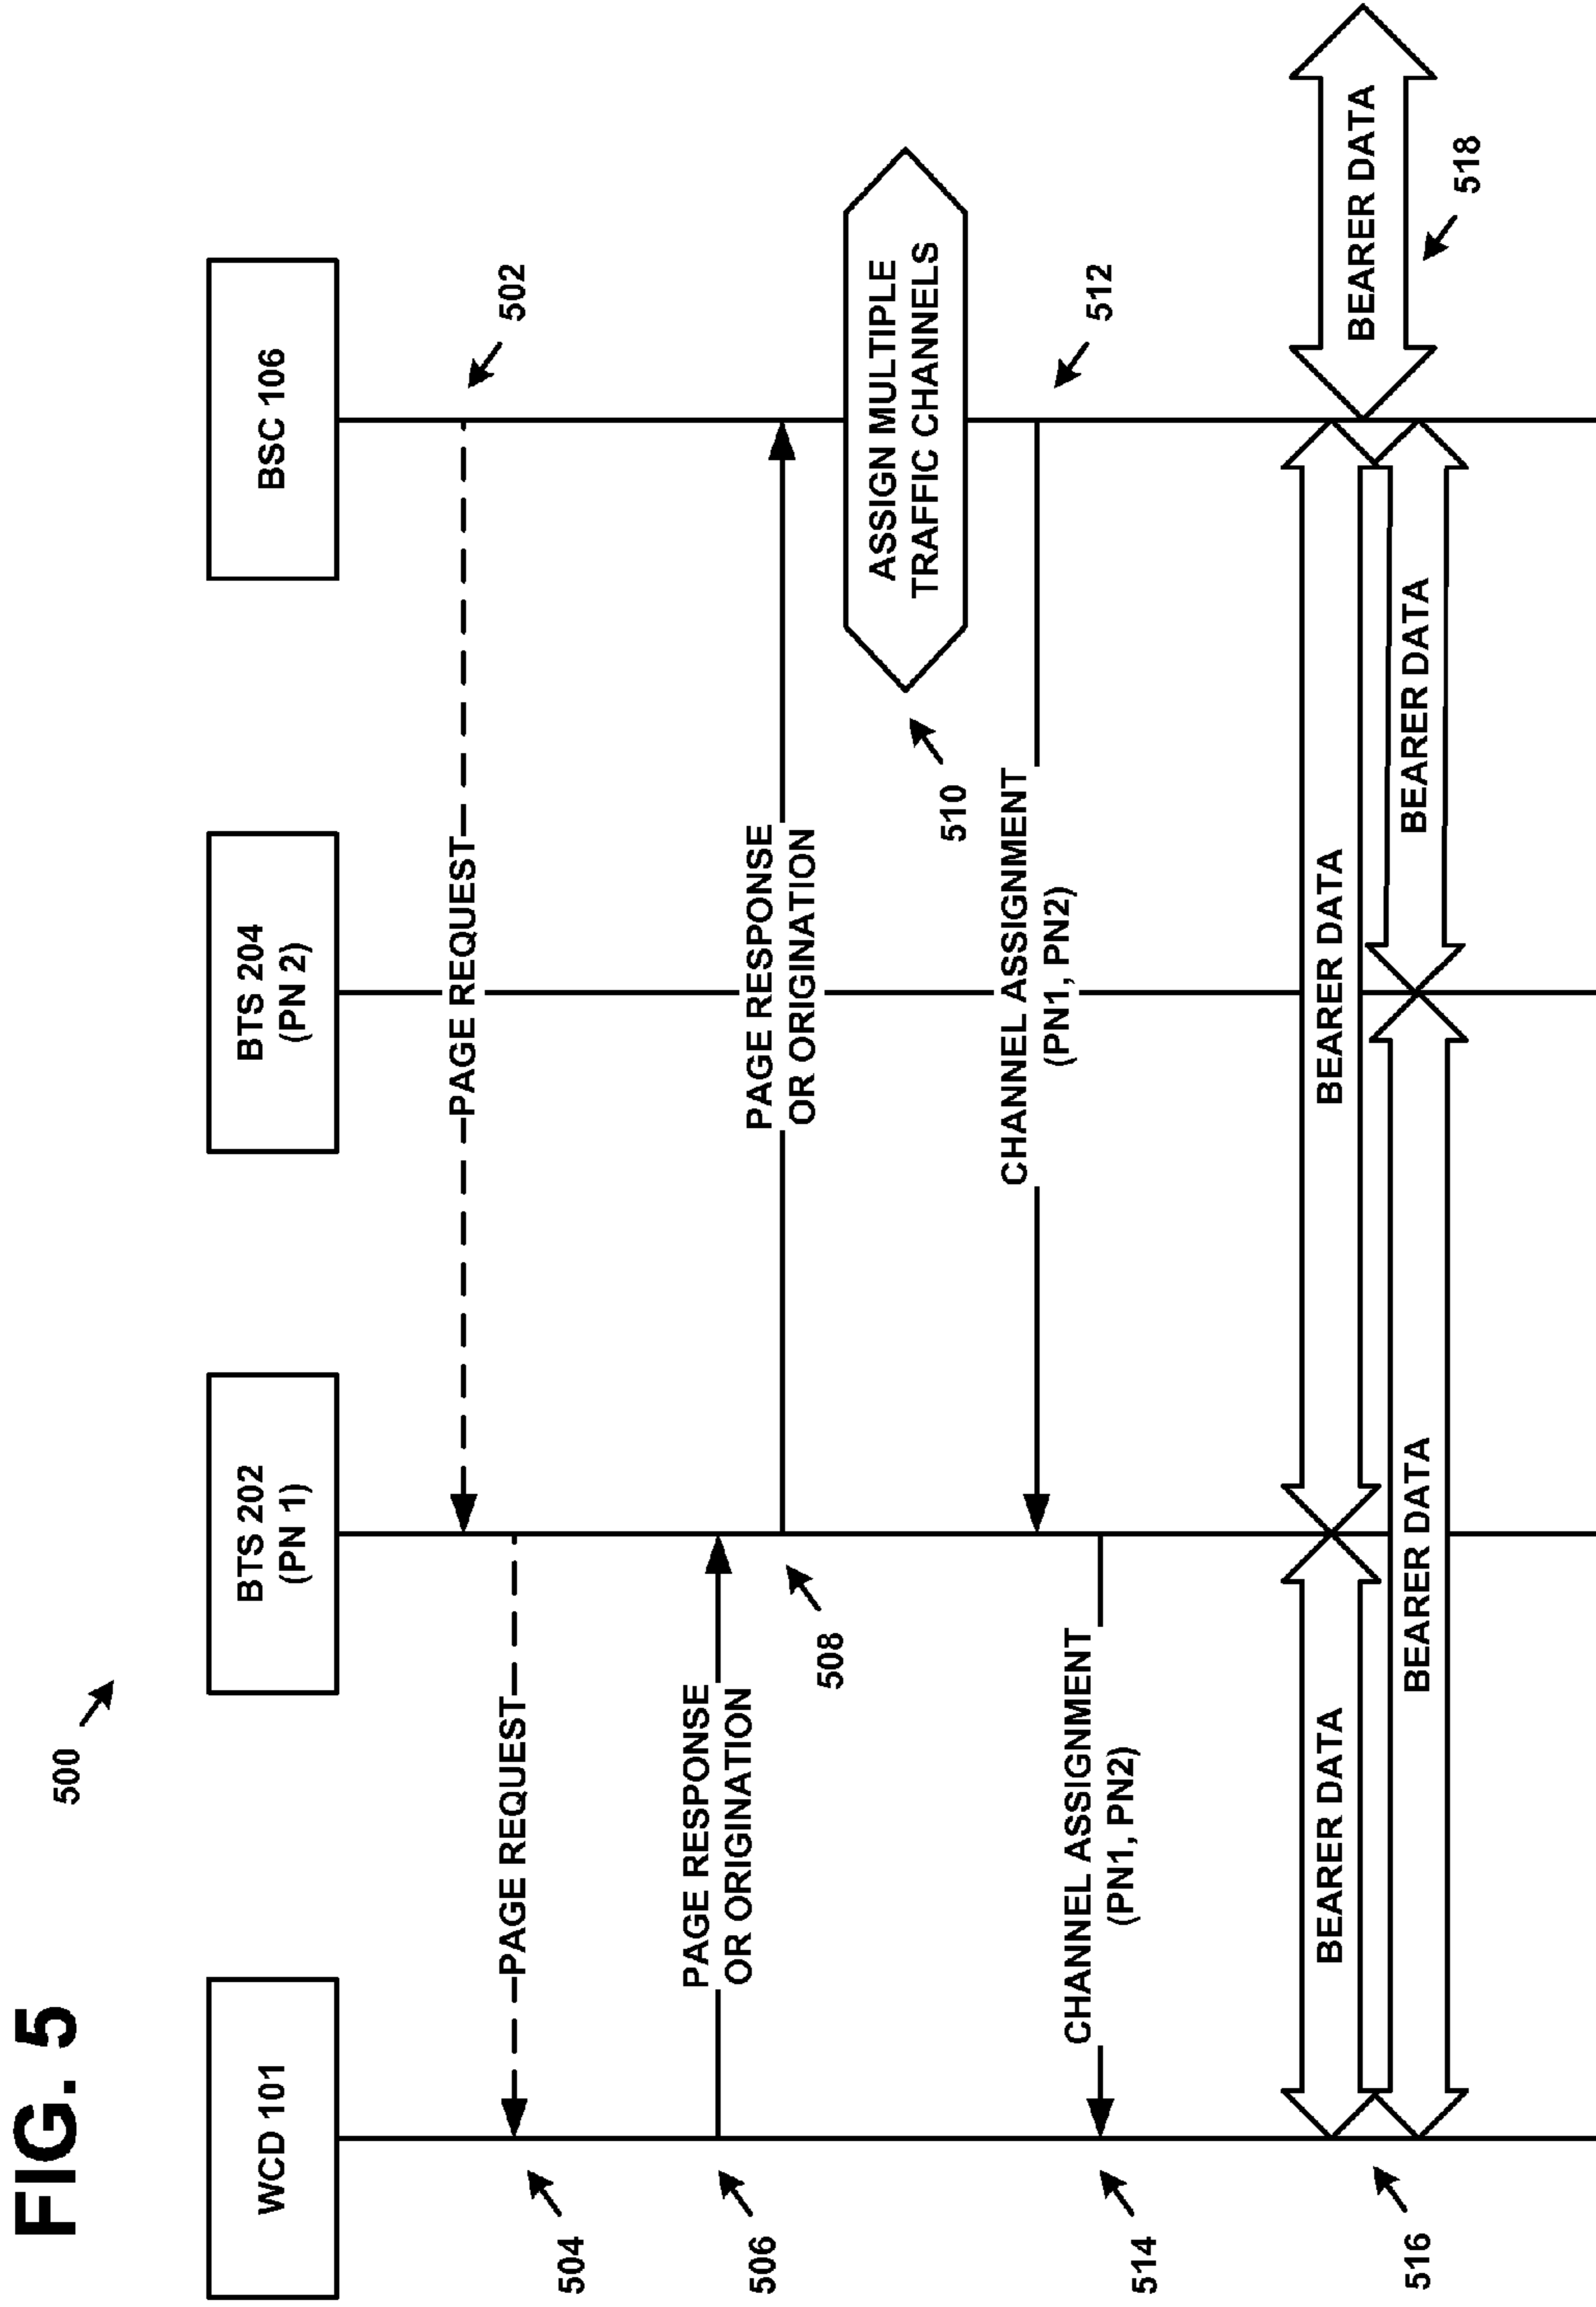 FIG. 5
500
WCD 101
BTS 202
(PN 1)
BTS 204
(PN 2)
BSC 106
PAGE REQUEST
502
PAGE REQUEST
504
PAGE RESPONSE
OR ORIGINATION
506
PAGE RESPONSE
OR ORIGINATION
508
ASSIGN MULTIPLE
TRAFFIC CHANNELS
510
CHANNEL ASSIGNMENT
(PN1, PN2)
512
CHANNEL ASSIGNMENT
(PN1, PN2)
514
BEARER DATA
BEARER DATA
BEARER DATA
BEARER DATA
BEARER DATA
516
518